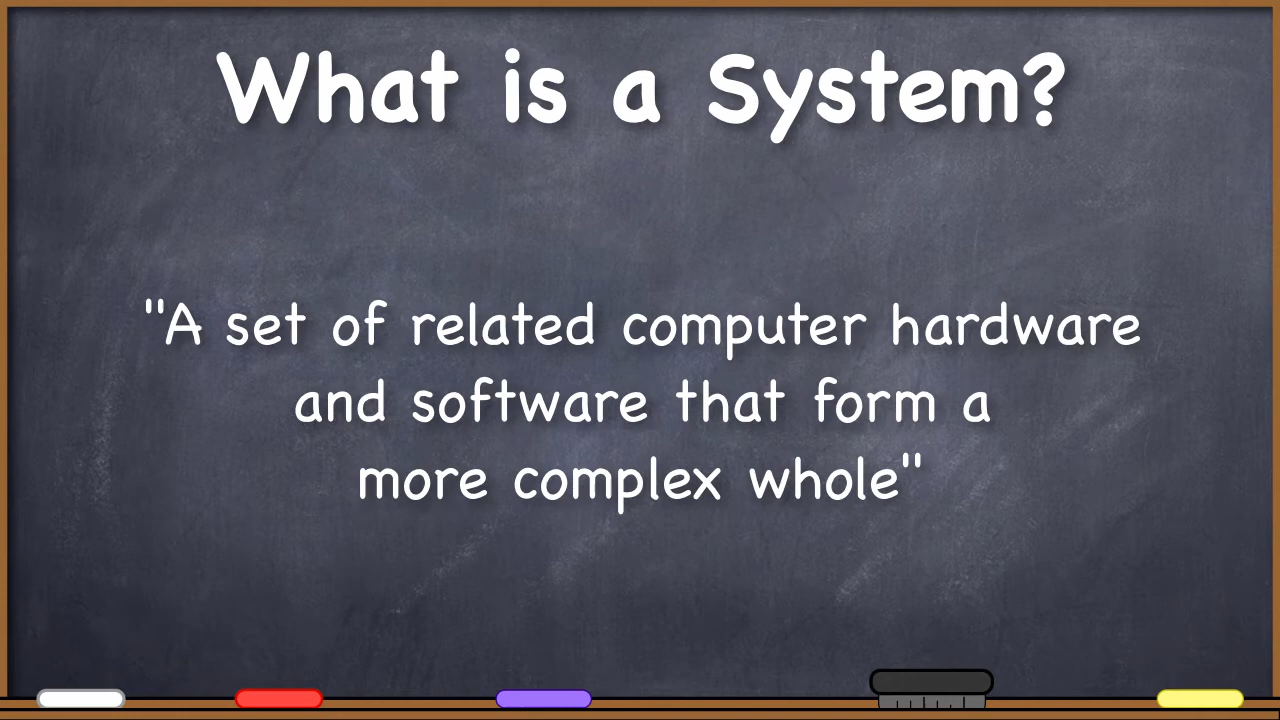 What is a System?
"A set of related computer hardware
and software that form a
more complex whole"